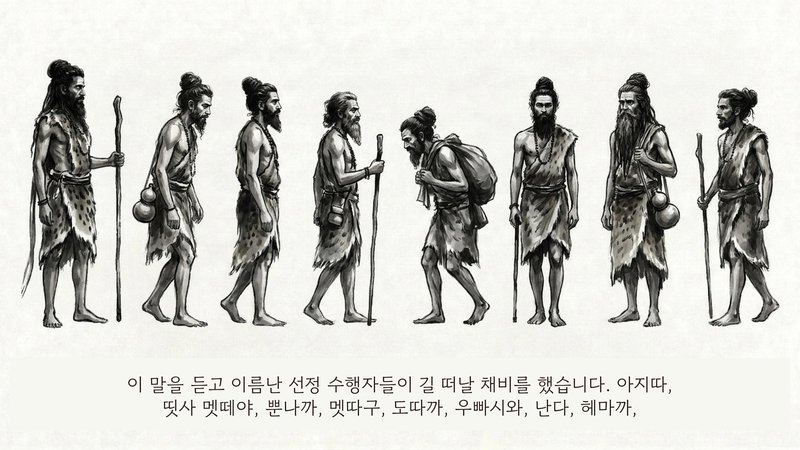 이 말을 듣고 이름난 선정 수행자들이 길 떠날 채비를 했습니다. 아지따,
띳사 멧떼야, 뿐나까, 멧따구, 도따까, 우빠시와, 난다, 헤마까,